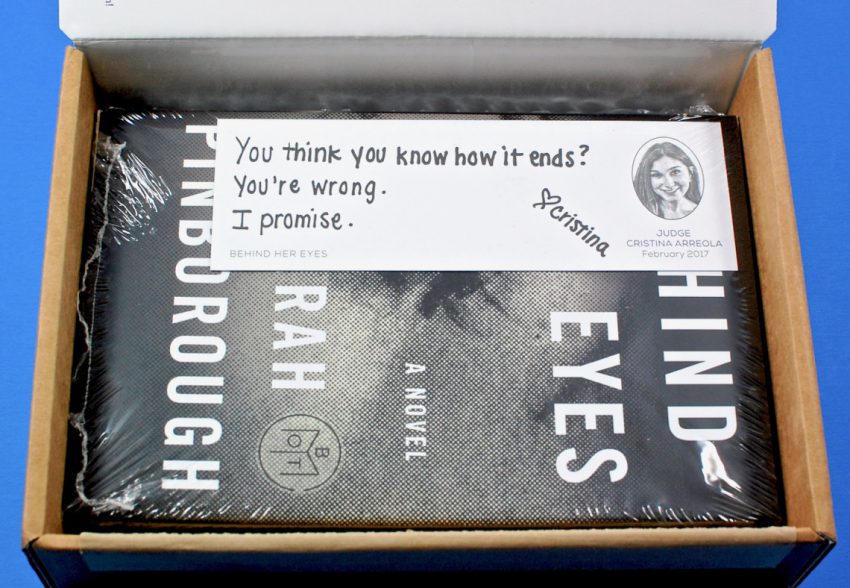 You think you know how it ends?
You're wrong.
I promise.
cristina
BEHIND HER EYES
JUDGE
CRISTINA ARREOLA
February 2017
HIND
EYES
A NOVEL
RAH
PINBOROUGH
BOT